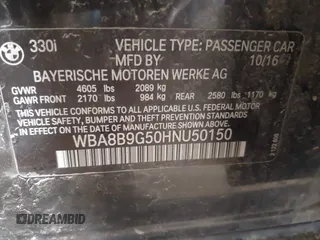 330i VEHICLE TYPE: PASSENGER CAR
MFD BY 10/16
BAYERISCHE MOTOREN WERKE AG
GVWR 4605 lbs 2089 kg
GAWR FRONT 2170 lbs 984 kg REAR 2580 lbs 1170 kg
THIS VEHICLE CONFORMS TO ALL APPLICABLE U.S. FEDERAL MOTOR
VEHICLE SAFETY, BUMPER, AND THEFT PREVENTION STANDARDS
IN EFFECT ON THE DATE OF MANUFACTURE SHOWN ABOVE.
WBA8B9G50HNU50150
DREAMBID